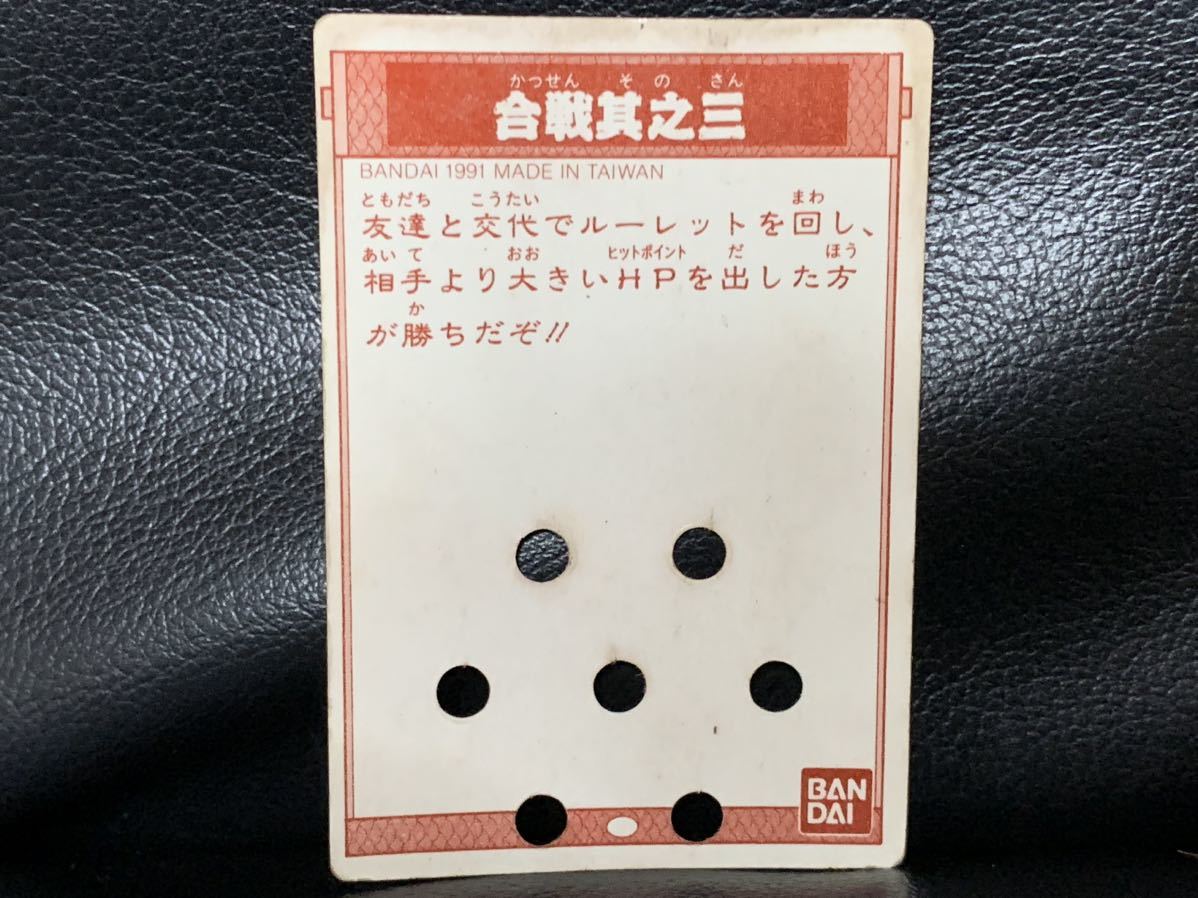 かっせん そ の さん
合戦其之三
BANDAI 1991 MADE IN TAIWAN
ともだち こうたい まわ
友達と交代でルーレットを回し、
あい て おお ヒットポイント だ ほう
相手より大きいHPを出した方
か
が勝ちだぞ!!
BAN
DAI